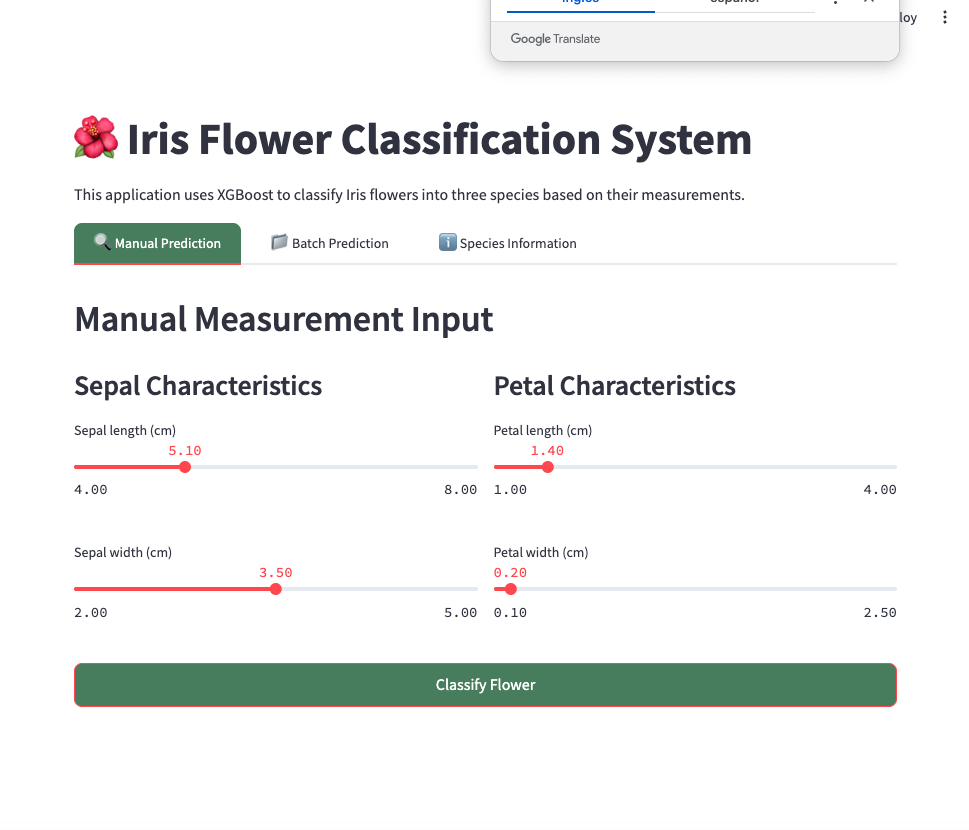 inglés español
loy
Google Translate
Iris Flower Classification System
This application uses XGBoost to classify Iris flowers into three species based on their measurements.
Manual Prediction Batch Prediction Species Information
Manual Measurement Input
Sepal Characteristics Petal Characteristics
Sepal length (cm) Petal length (cm)
5.10 1.40
4.00 8.00 1.00 4.00
Sepal width (cm) Petal width (cm)
3.50 0.20
2.00 5.00 0.10 2.50
Classify Flower